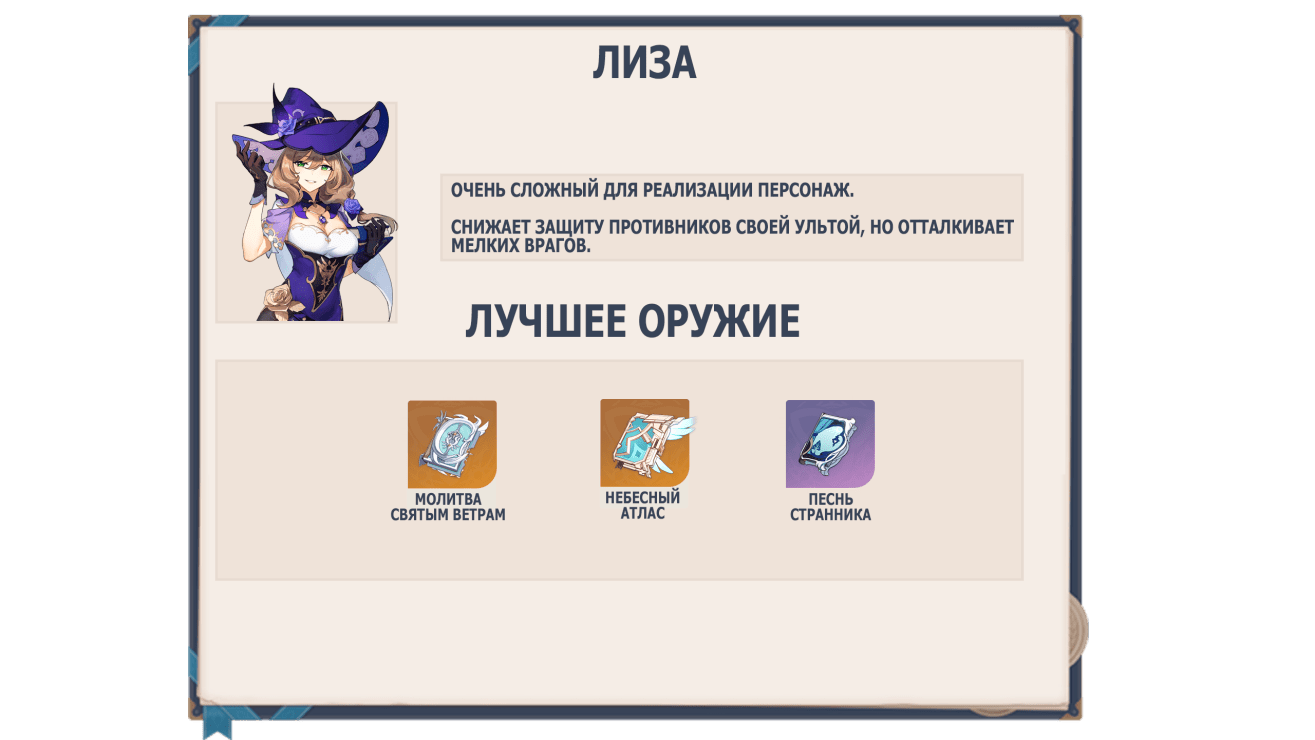 ЛИЗА
ОЧЕНЬ СЛОЖНЫЙ ДЛЯ РЕАЛИЗАЦИИ ПЕРСОНАЖ.
СНИЖАЕТ ЗАЩИТУ ПРОТИВНИКОВ СВОЕЙ УЛЬТОЙ, НО ОТТАЛКИВАЕТ
МЕЛКИХ ВРАГОВ.
ЛУЧШЕЕ ОРУЖИЕ
МОЛИТВА
СВЯТЫМ ВЕТРАМ
НЕБЕСНЫЙ
АТЛАС
ПЕСНЬ
СТРАННИКА